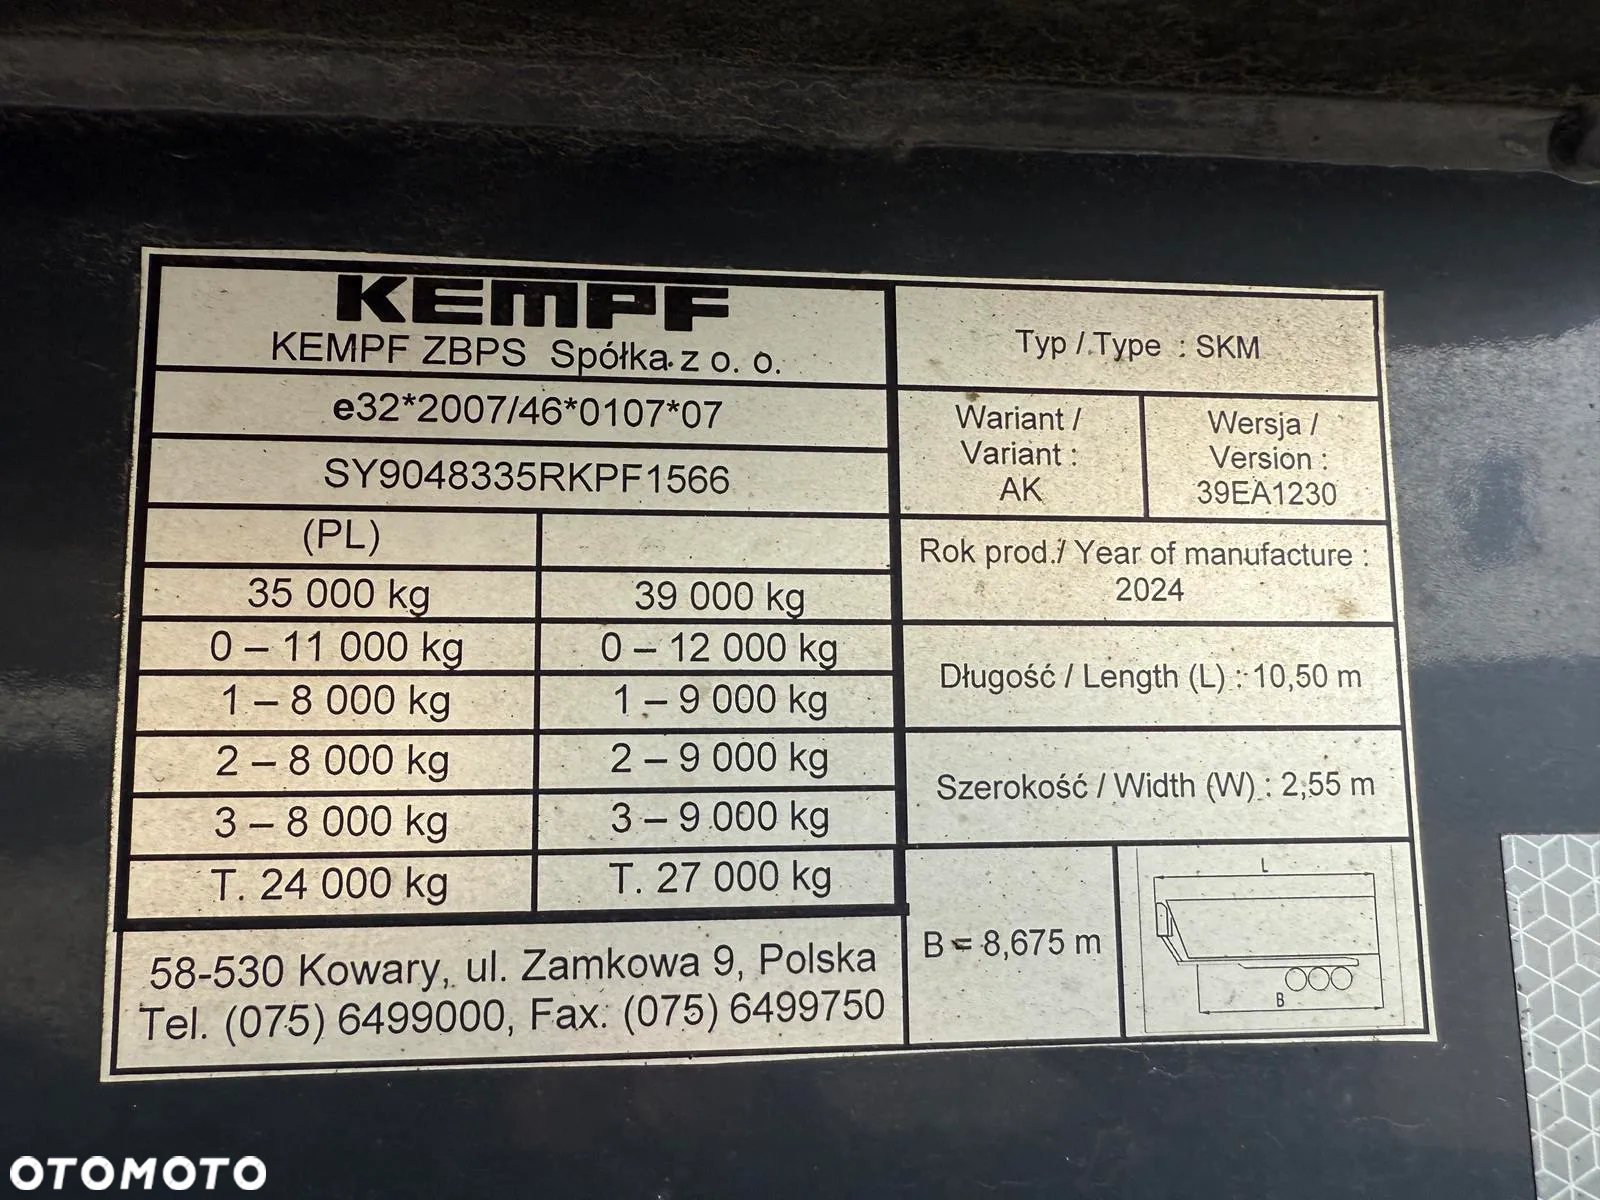 KEMPF
KEMPF ZBPS Spółka z o. o.
e32*2007/46*0107*07
SY9048335RKPF1566
(PL)
35 000 kg 39 000 kg
0 – 11 000 kg 0 – 12 000 kg
1 – 8 000 kg 1 – 9 000 kg
2 – 8 000 kg 2 – 9 000 kg
3 – 8 000 kg 3 – 9 000 kg
T. 24 000 kg T. 27 000 kg
58-530 Kowary, ul. Zamkowa 9, Polska
Tel. (075) 6499000, Fax. (075) 6499750
Typ / Type : SKM
Wariant /
Variant :
AK
Wersja /
Version :
39EA1230
Rok prod./ Year of manufacture :
2024
Długość / Length (L) : 10,50 m
Szerokość / Width (W) : 2,55 m
B = 8,675 m
L
B
OTOMOTO